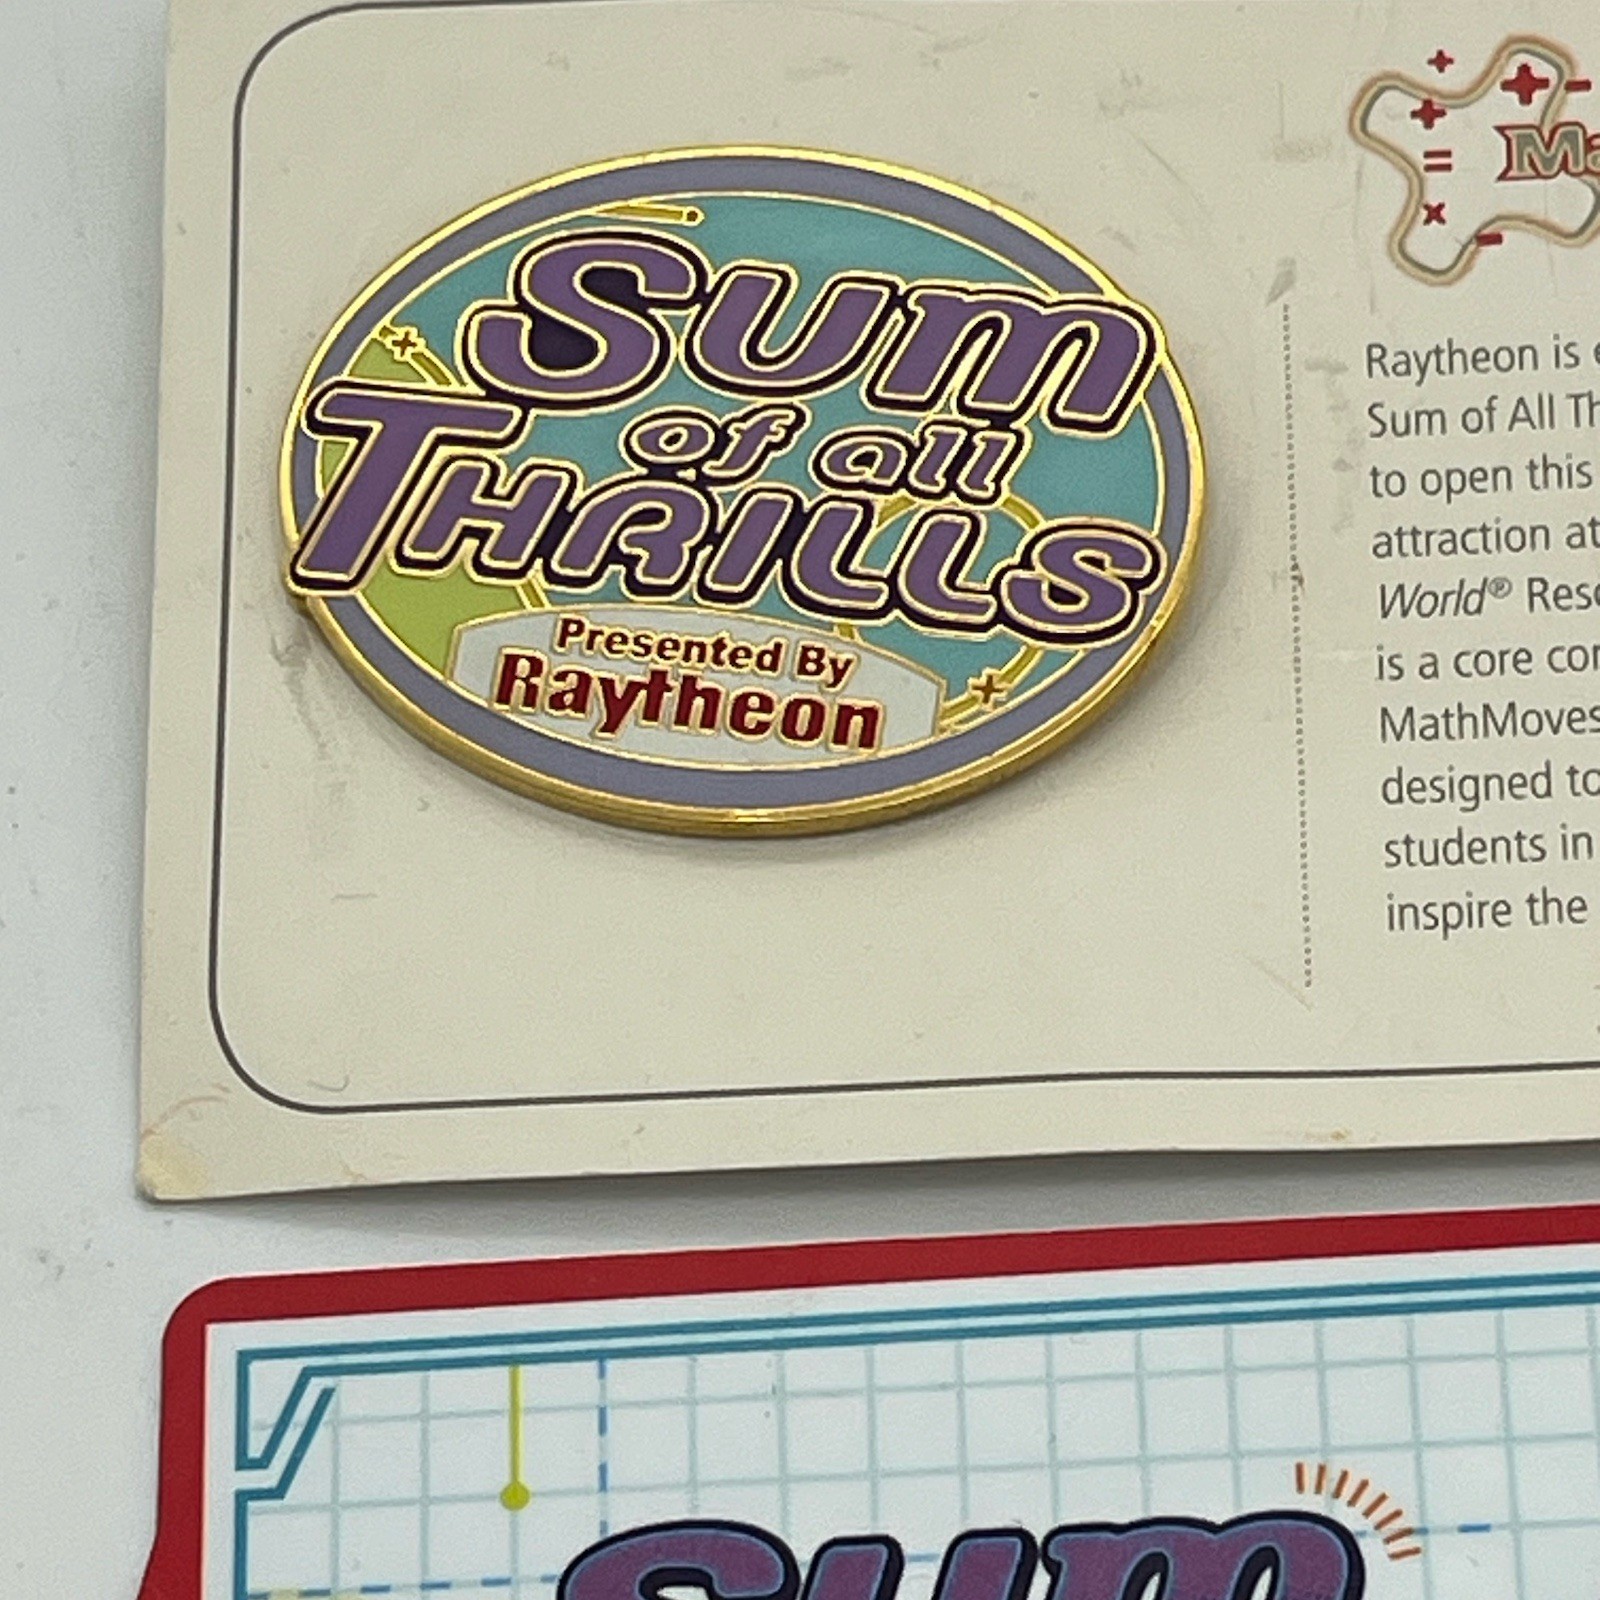 Sum
of all
Thrills
Presented By
Raytheon
+ + -
+
=
x
-
Raytheon is
Sum of All
to open this
attraction at
World® 
is a core
MathMoves
designed to
students in
inspire the
Sum